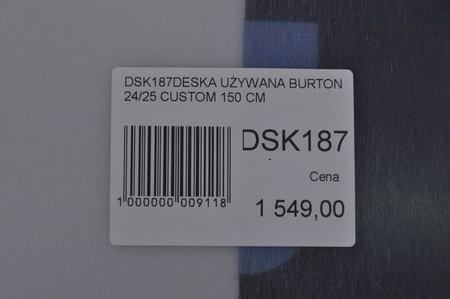 DSK187DESKA UŻYWANA BURTON
24/25 CUSTOM 150 CM
DSK187
Cena
1 549,00
1 000000 009118